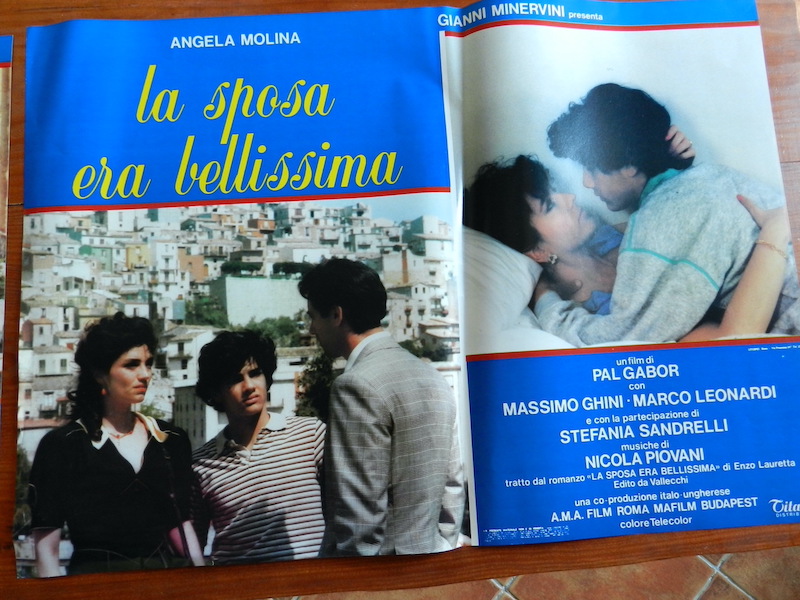 ANGELA MOLINA
la sposa
era bellissima
GIANNI MINERVINI presenta
un film di
PAL GABOR
con
MASSIMO GHINI - MARCO LEONARDI
e con la partecipazione di
STEFANIA SANDRELLI
musiche di
NICOLA PIOVANI
tratto dal romanzo "LA SPOSA ERA BELLISSIMA" di Enzo Lauretta
Edito da Vallecchi
una co-produzione italo-ungherese
A.M.A. FILM ROMA MAFILM BUDAPEST
colore Telecolor